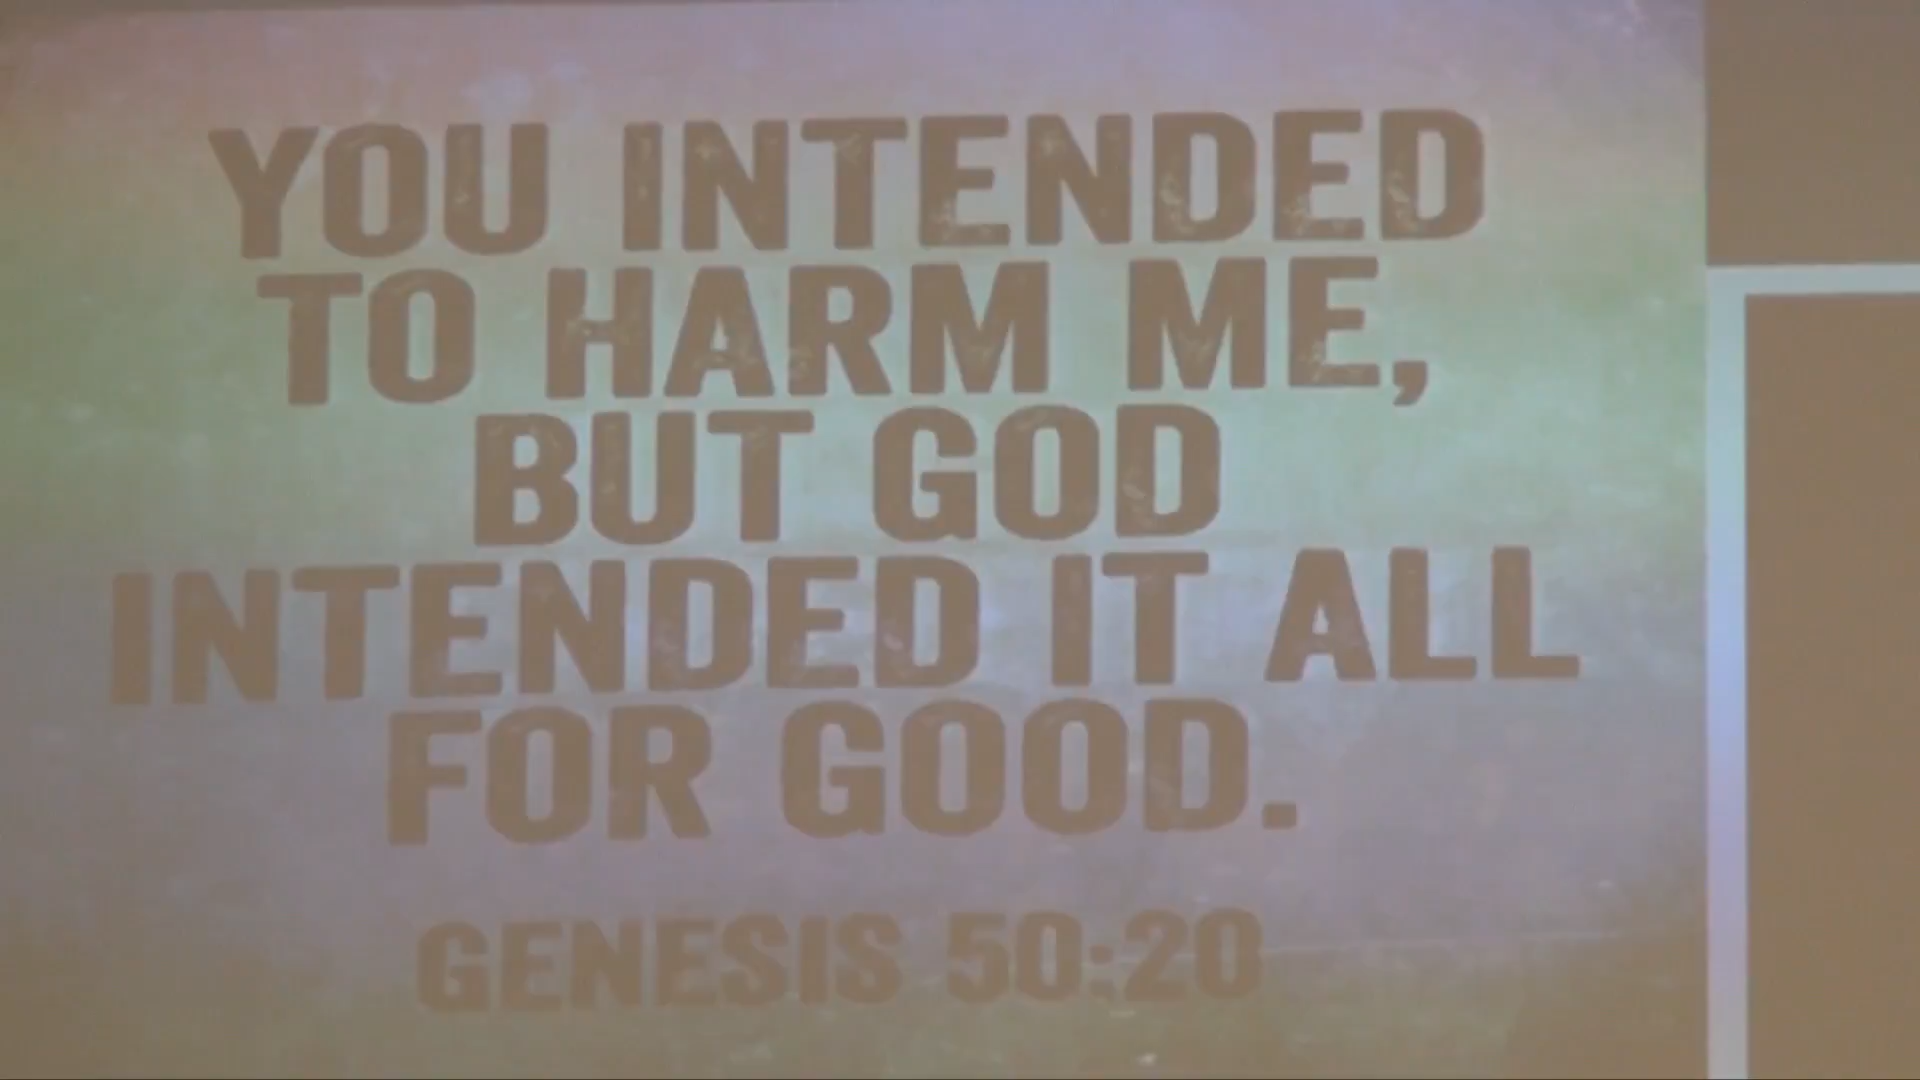 YOU INTENDED
TO HARM ME,
BUT GOD
INTENDED IT ALL
FOR GOOD.
GENESIS 50:20